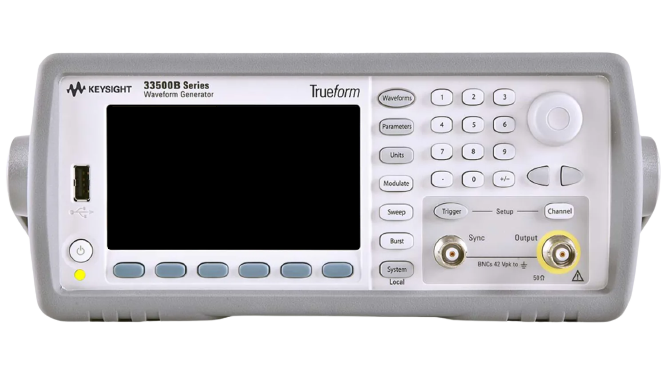 KEYSIGHT
33500B Series
Waveform Generator
Trueform
Waveforms
1 2 3
Parameters
4 5 6
Units
7 8 9
Modulate
. 0 +/-
Sweep
Trigger Setup Channel
Burst
Sync Output
System
BNCs 42 Vpk to
50Ω
Local